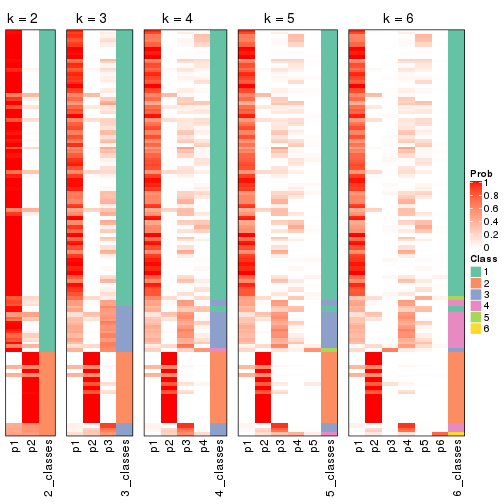 k = 2
k = 3
k = 4
k = 5
k = 6
p1
p2
2_classes
p1
p2
p3
3_classes
p1
p2
p3
p4
4_classes
p1
p2
p3
p4
p5
5_classes
p1
p2
p3
p4
p5
p6
6_classes
Prob
1
0.8
0.6
0.4
0.2
0
Class
1
2
3
4
5
6